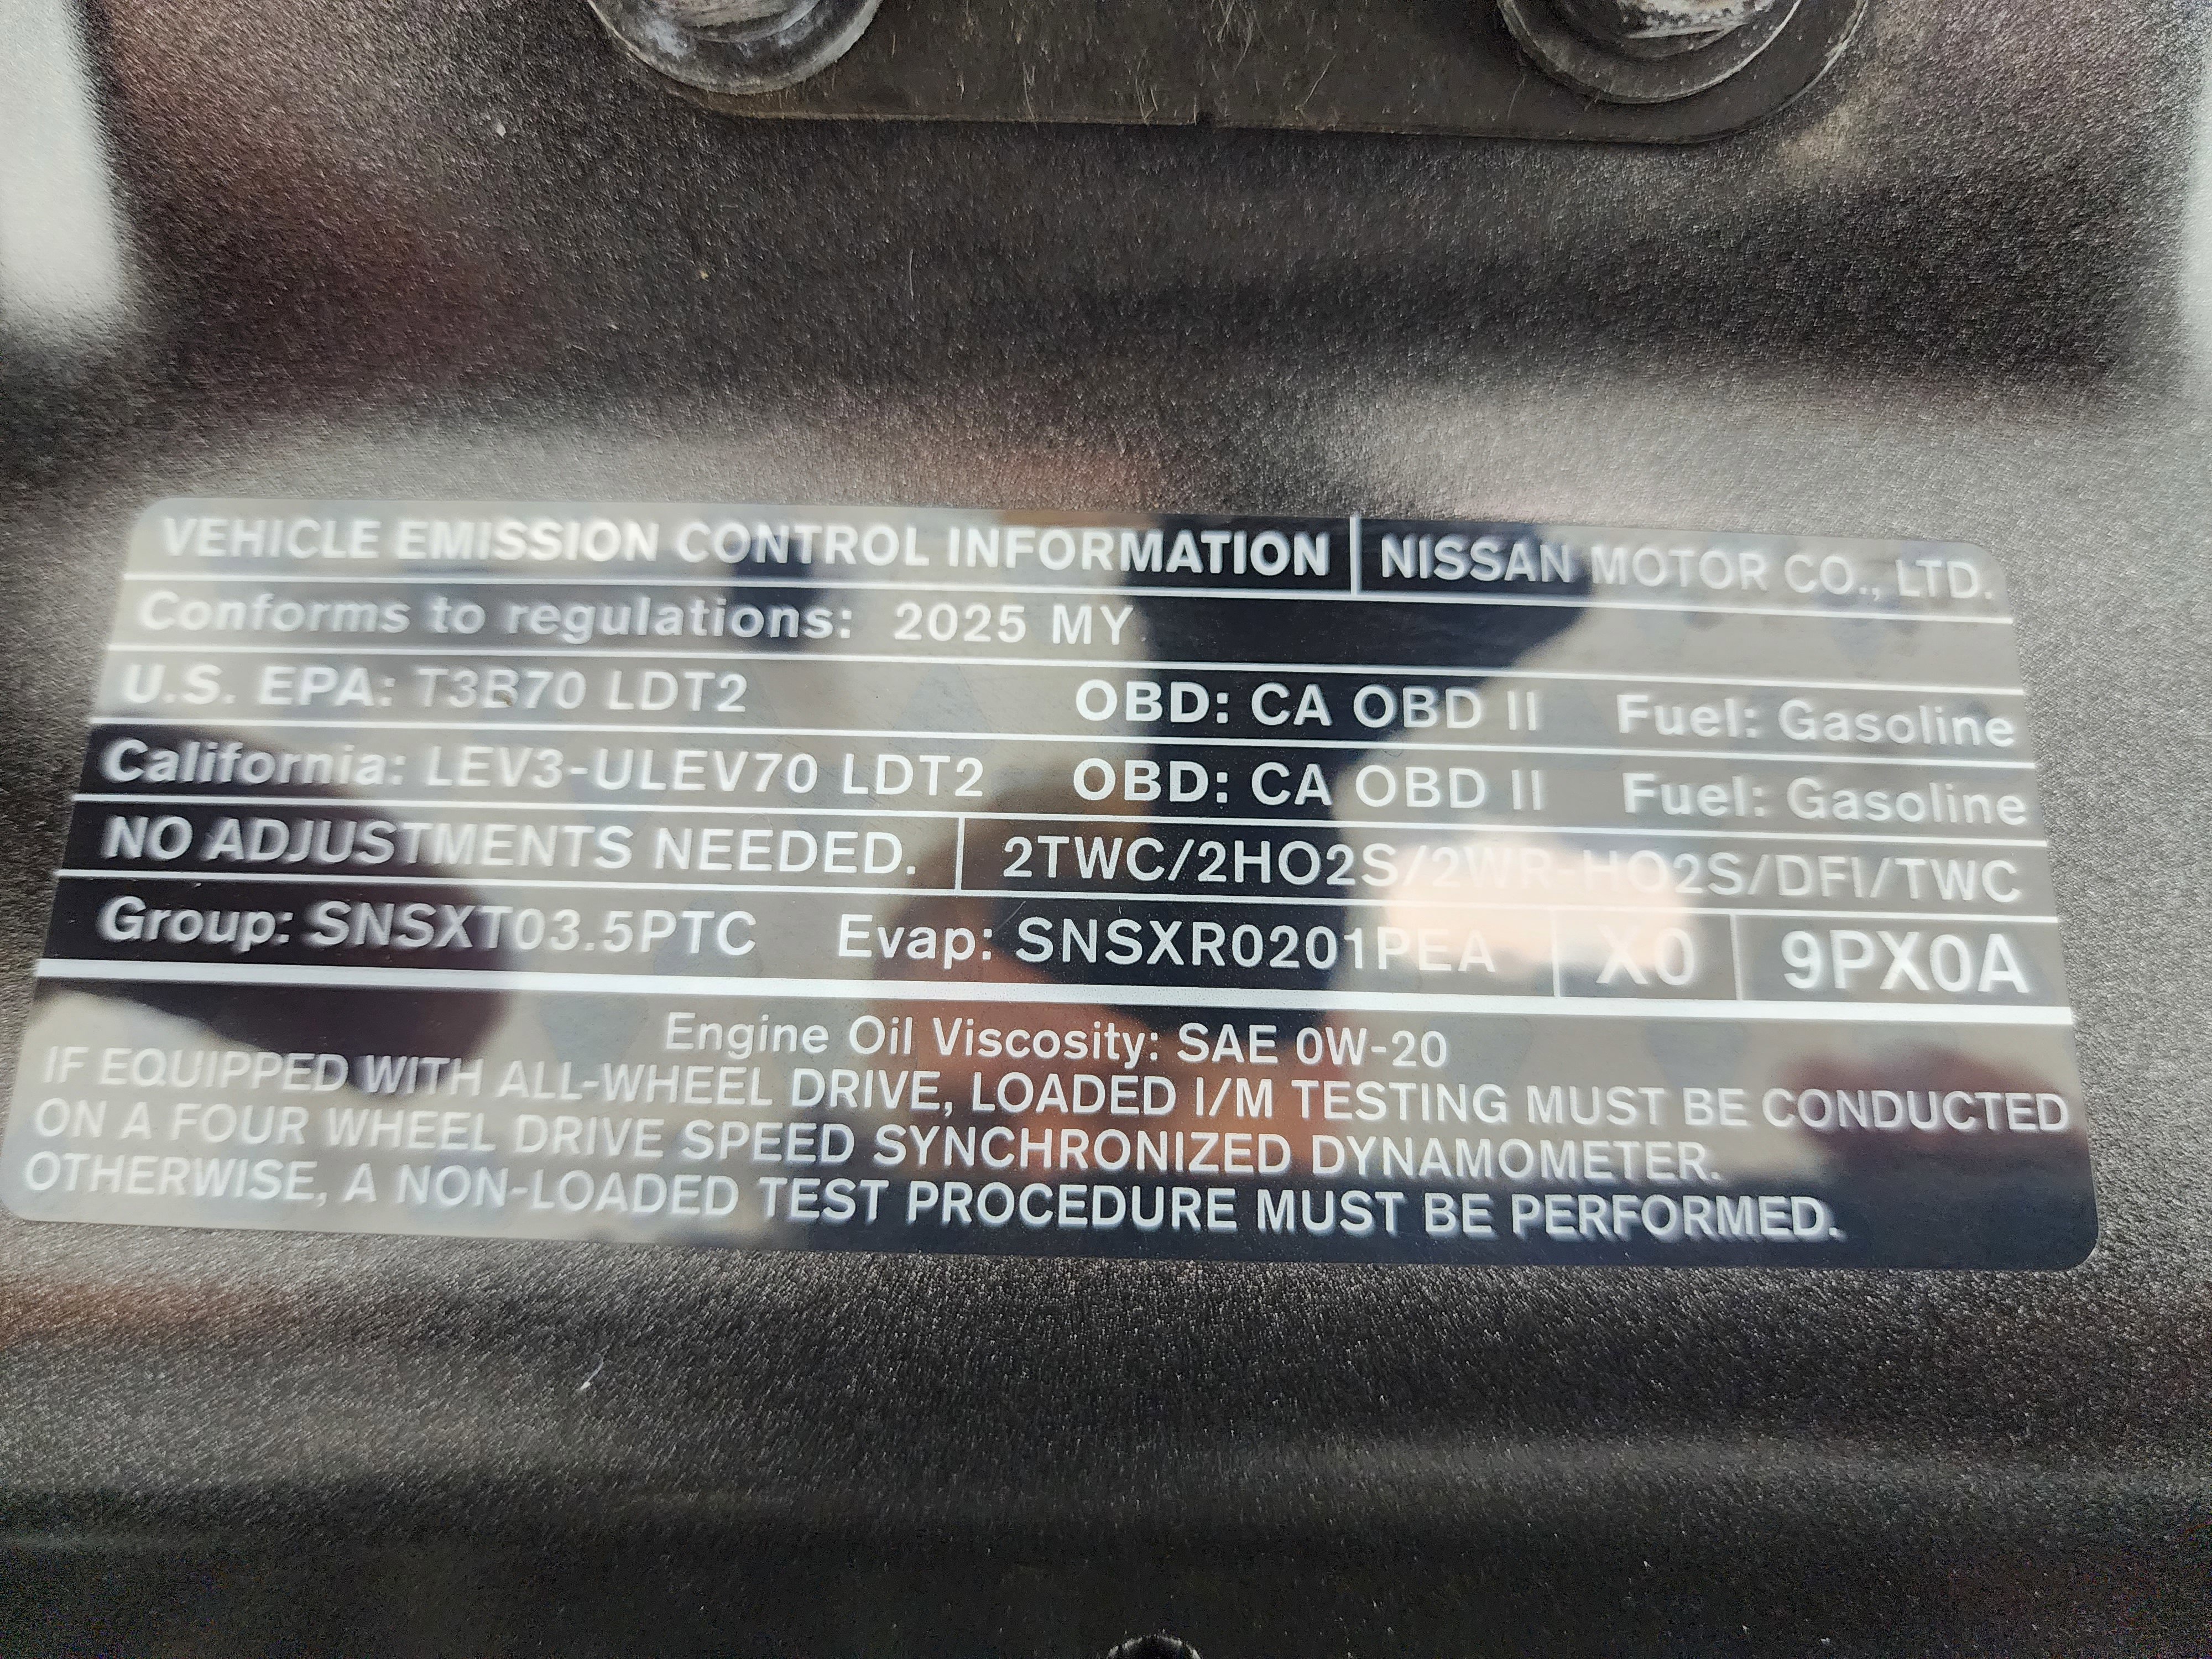 VEHICLE EMISSION CONTROL INFORMATION | NISSAN MOTOR CO., LTD.
Conforms to regulations: 2025 MY
U.S. EPA: T3B70 LDT2 OBD: CA OBD II Fuel: Gasoline
California: LEV3-ULEV70 LDT2 OBD: CA OBD II Fuel: Gasoline
NO ADJUSTMENTS NEEDED. | 2TWC/2HO2S/2WR-HO2S/DFI/TWC
Group: SNSXT03.5PTC Evap: SNSXR0201PEA | X0 | 9PX0A
Engine Oil Viscosity: SAE 0W-20
IF EQUIPPED WITH ALL-WHEEL DRIVE, LOADED I/M TESTING MUST BE CONDUCTED
ON A FOUR WHEEL DRIVE SPEED SYNCHRONIZED DYNAMOMETER.
OTHERWISE, A NON-LOADED TEST PROCEDURE MUST BE PERFORMED.